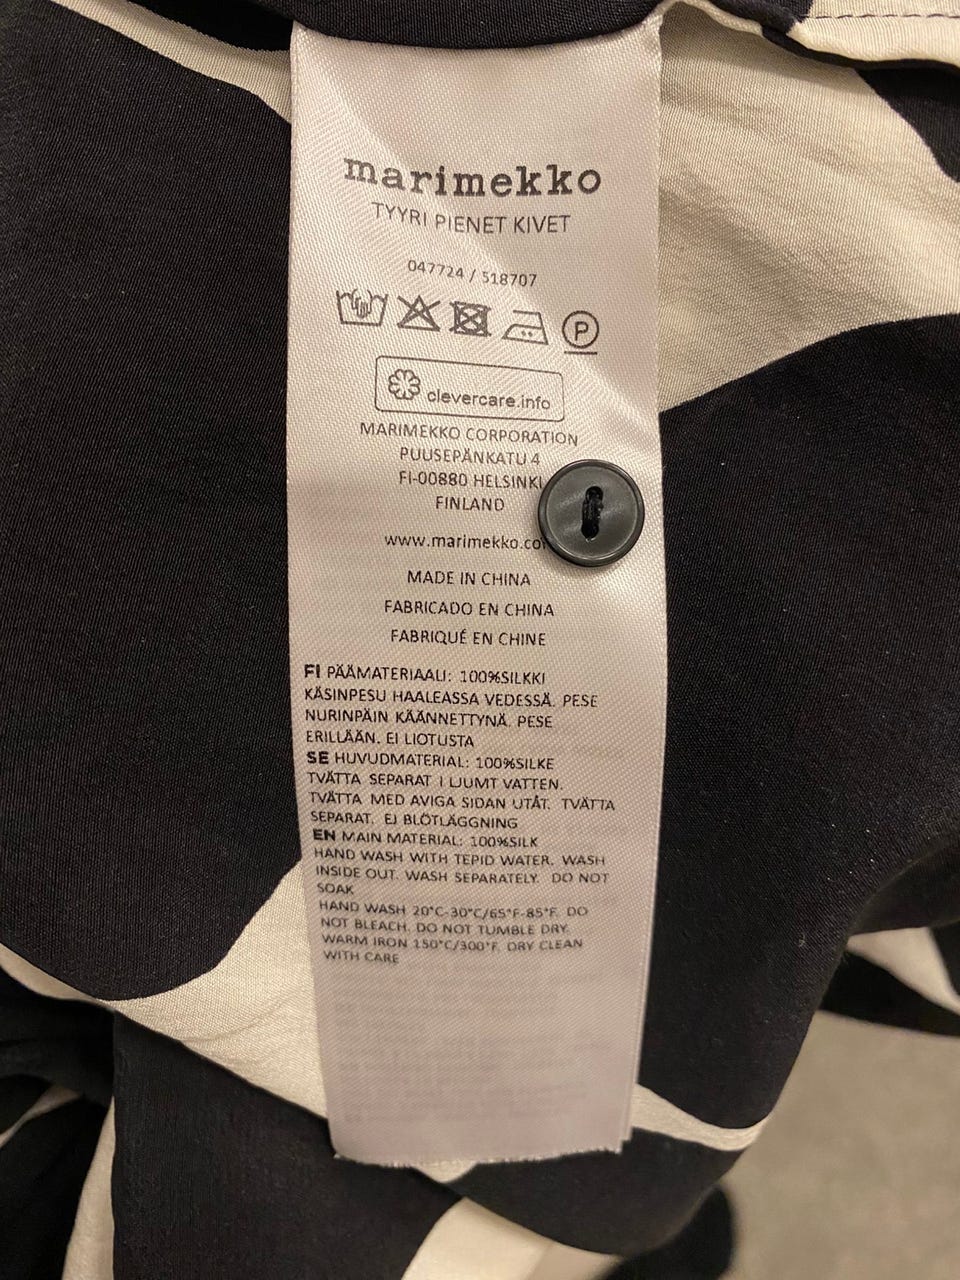 marimekko
TYYRI PIENET KIVET
047724 / 518707
P
clevercare.info
MARIMEKKO CORPORATION
PUUSEPÄNKATU 4
FI-00880 HELSINKI
FINLAND
www.marimekko.co
MADE IN CHINA
FABRICADO EN CHINA
FABRIQUÉ EN CHINE
FI PÄÄMATERIAALI: 100%SILKKI
KÄSINPESU HAALEASSA VEDESSÄ. PESE
NURINPÄIN KÄÄNNETTYNÄ. PESE
ERILLÄÄN. EI LIOTUSTA
SE HUVUDMATERIAL: 100%SILKE
TVÄTTA SEPARAT I LJUMT VATTEN.
TVÄTTA MED AVIGA SIDAN UTÅT. TVÄTTA
SEPARAT. EJ BLÖTLÄGGNING
EN MAIN MATERIAL: 100%SILK
HAND WASH WITH TEPID WATER. WASH
INSIDE OUT. WASH SEPARATELY. DO NOT
SOAK
HAND WASH 20°C-30°C/65°F-85°F. DO
NOT BLEACH. DO NOT TUMBLE DRY.
WARM IRON 150°C/300°F. DRY CLEAN
WITH CARE